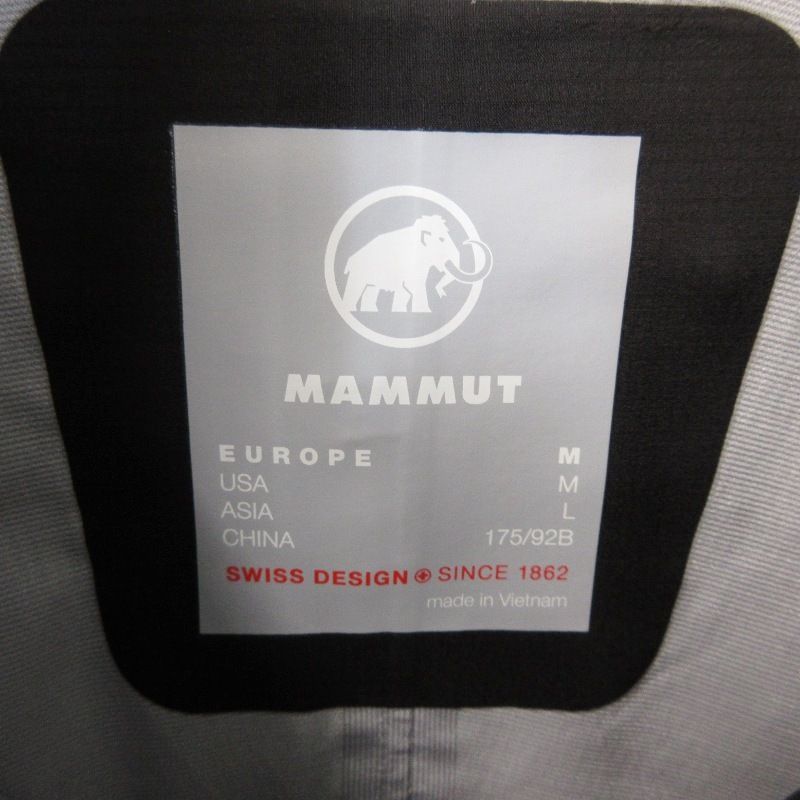 MAMMUT
EUROPE M
USA M
ASIA L
CHINA 175/92B
SWISS DESIGN SINCE 1862
made in Vietnam